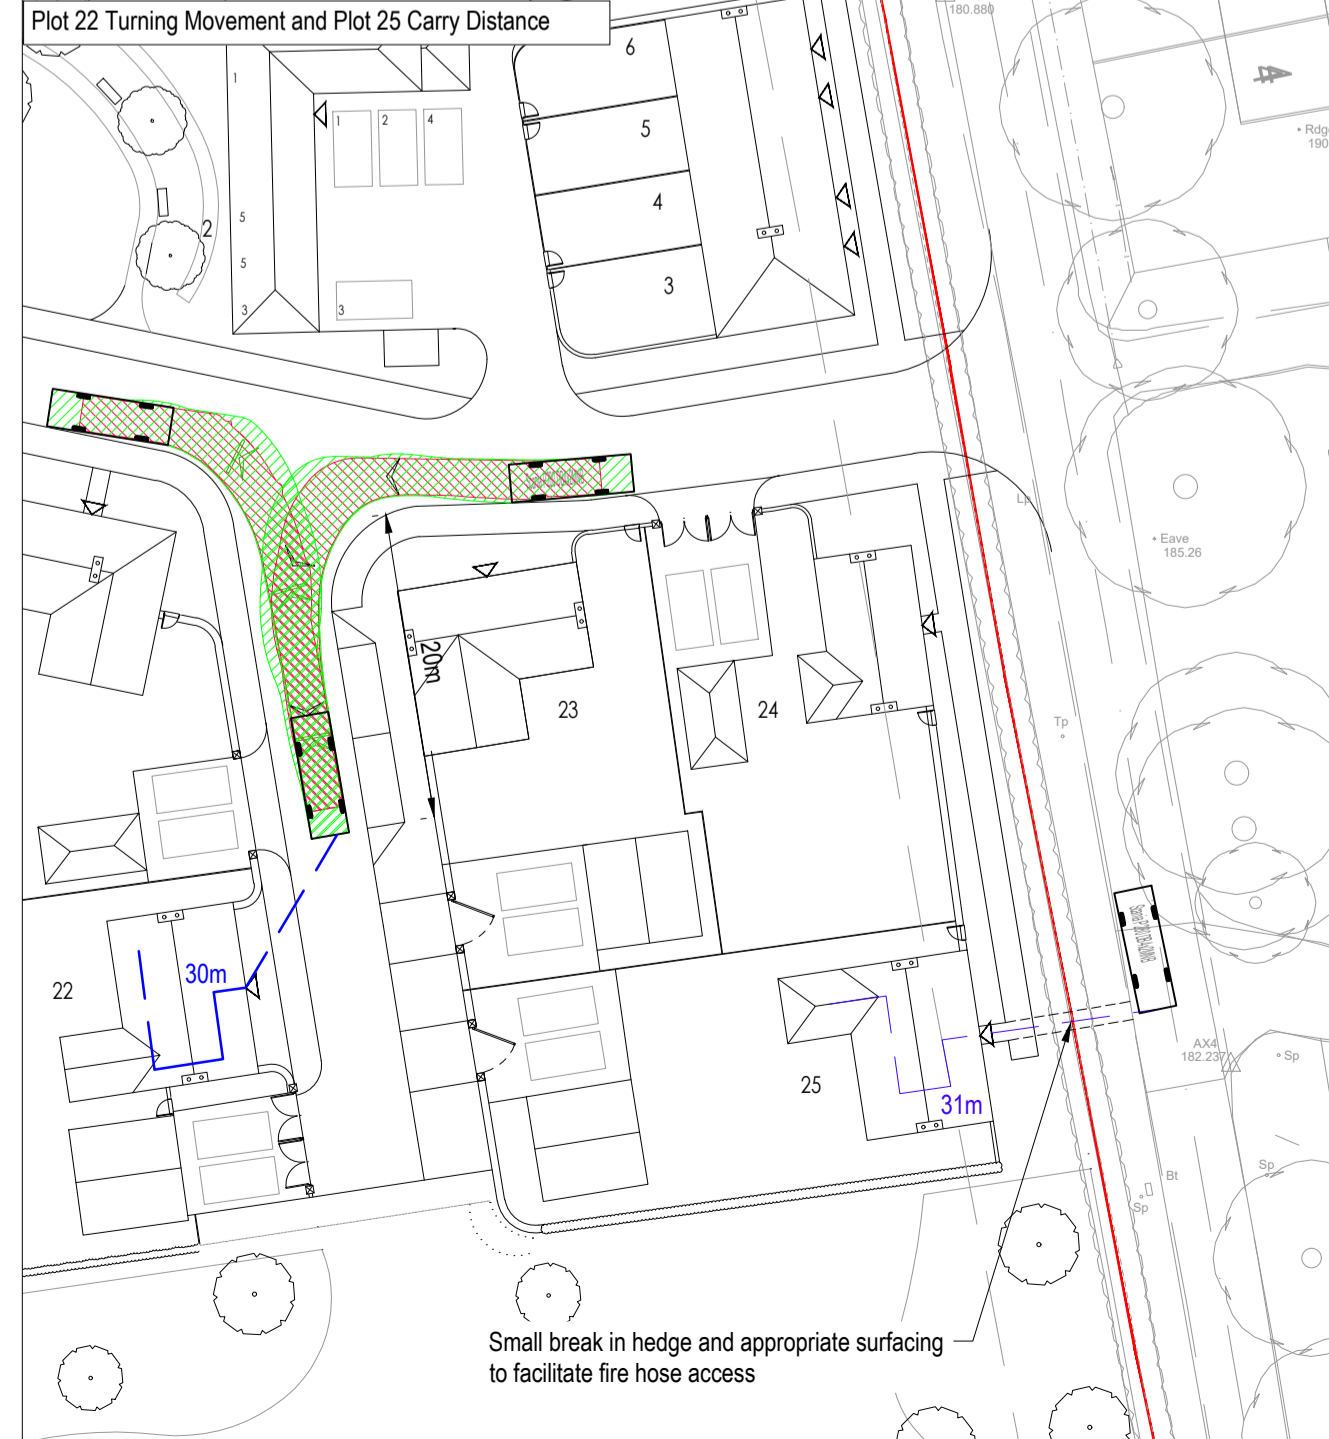 Plot 22 Turning Movement and Plot 25 Carry Distance
180.880
6
1
1
2
4
5
Rdg
190
4
5
2
5
3
3
3
Lp
Eave
185.26
20m
23
24
Tp
30m
22
AX4
182.237
Sp
25
31m
Bt
Sp
Sp
Small break in hedge and appropriate surfacing
to facilitate fire hose access